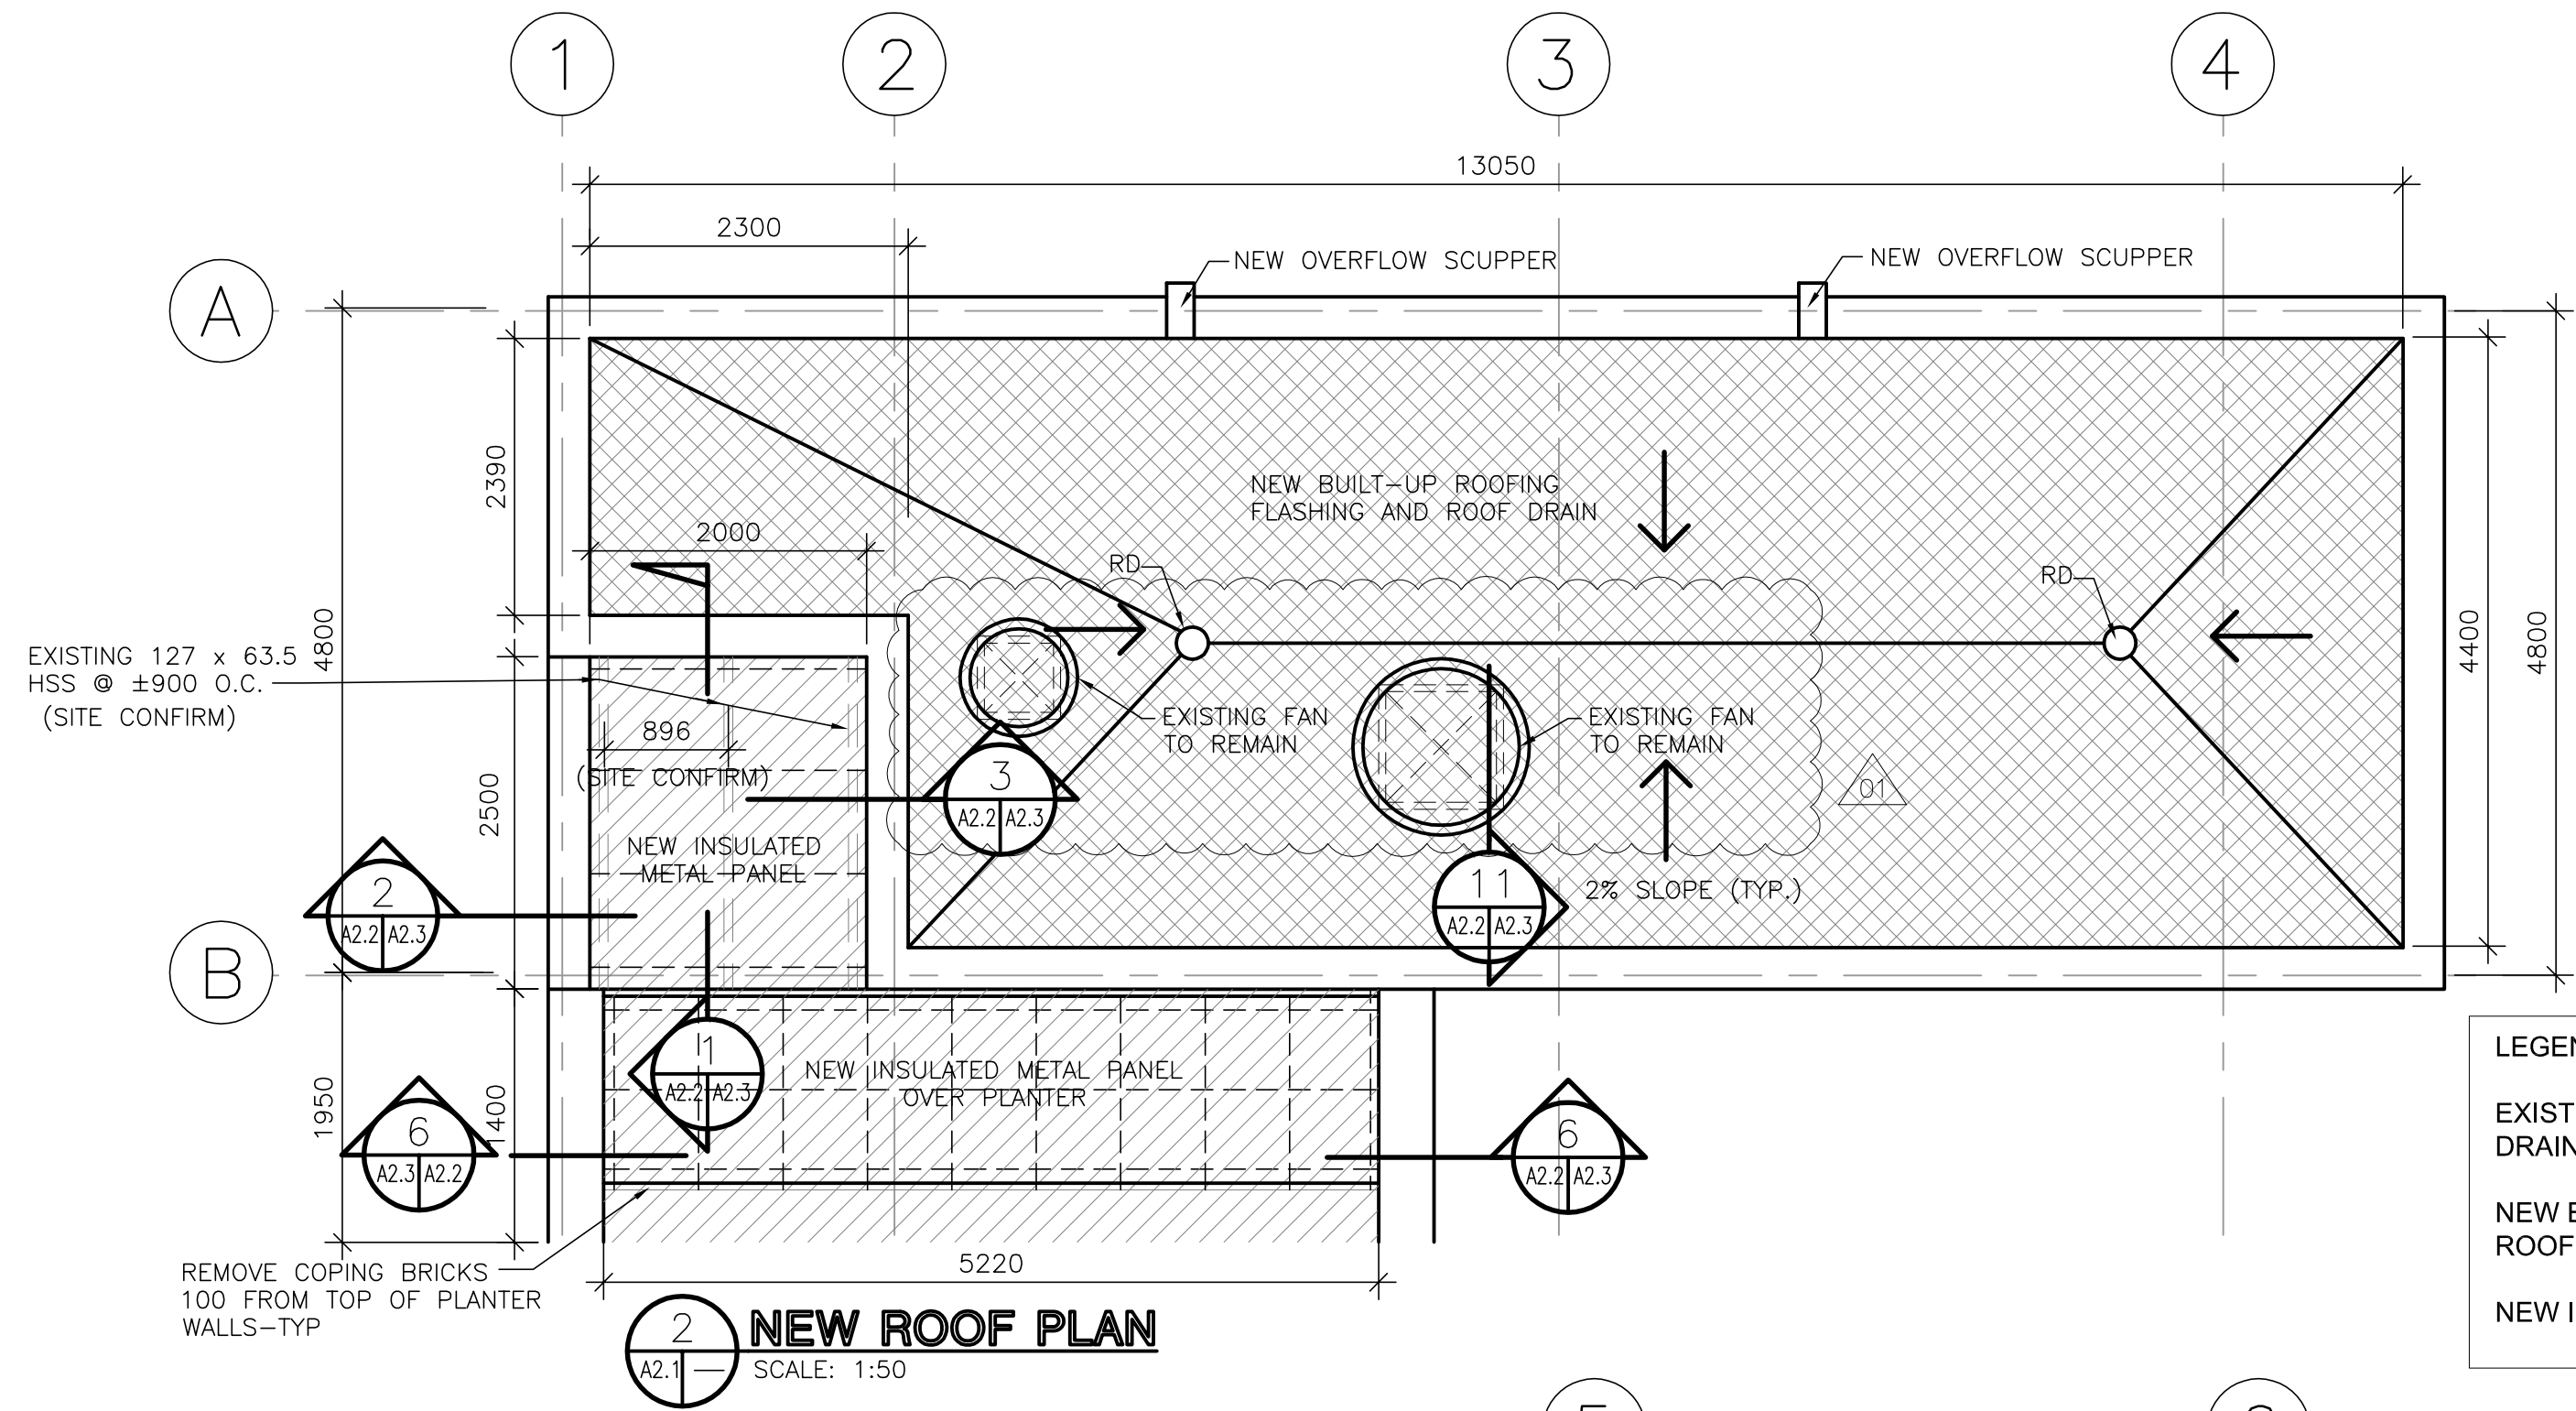 1
2
3
4
13050
2300
NEW OVERFLOW SCUPPER
NEW OVERFLOW SCUPPER
A
2390
2000
NEW BUILT-UP ROOFING
FLASHING AND ROOF DRAIN
RD
RD
4800
4400
4800
EXISTING 127 x 63.5
HSS @ ±900 O.C.
(SITE CONFIRM)
896
(SITE CONFIRM)
EXISTING FAN
TO REMAIN
EXISTING FAN
TO REMAIN
01
3
A2.2 A2.3
2500
NEW INSULATED
METAL PANEL
2
A2.2 A2.3
11
A2.2 A2.3
2% SLOPE (TYP.)
B
1
A2.2 A2.3
NEW INSULATED METAL PANEL
OVER PLANTER
1950
1400
6
A2.3 A2.2
6
A2.2 A2.3
REMOVE COPING BRICKS
100 FROM TOP OF PLANTER
WALLS-TYP
5220
2
A2.1 —
NEW ROOF PLAN
SCALE: 1:50
LEGEN
EXIST
DRAIN
NEW
ROOF
NEW